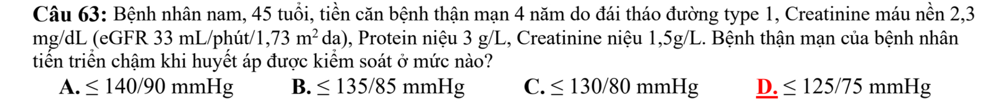 Câu 63: Bệnh nhân nam, 45 tuổi, tiền căn bệnh thận mạn 4 năm do đái tháo đường type 1, Creatinine máu nền 2,3
mg/dL (eGFR 33 mL/phút/1,73 m² da), Protein niệu 3 g/L, Creatinine niệu 1,5g/L. Bệnh thận mạn của bệnh nhân
tiến triển chậm khi huyết áp được kiểm soát ở mức nào?
A. ≤ 140/90 mmHg B. ≤ 135/85 mmHg C. ≤ 130/80 mmHg D. ≤ 125/75 mmHg